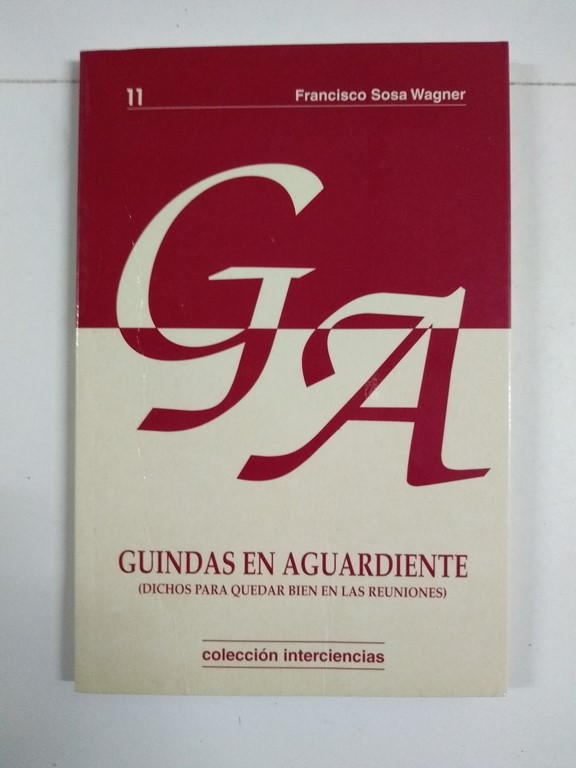 11 Francisco Sosa Wagner
GA
GUINDAS EN AGUARDIENTE
(DICHOS PARA QUEDAR BIEN EN LAS REUNIONES)
colección interciencias